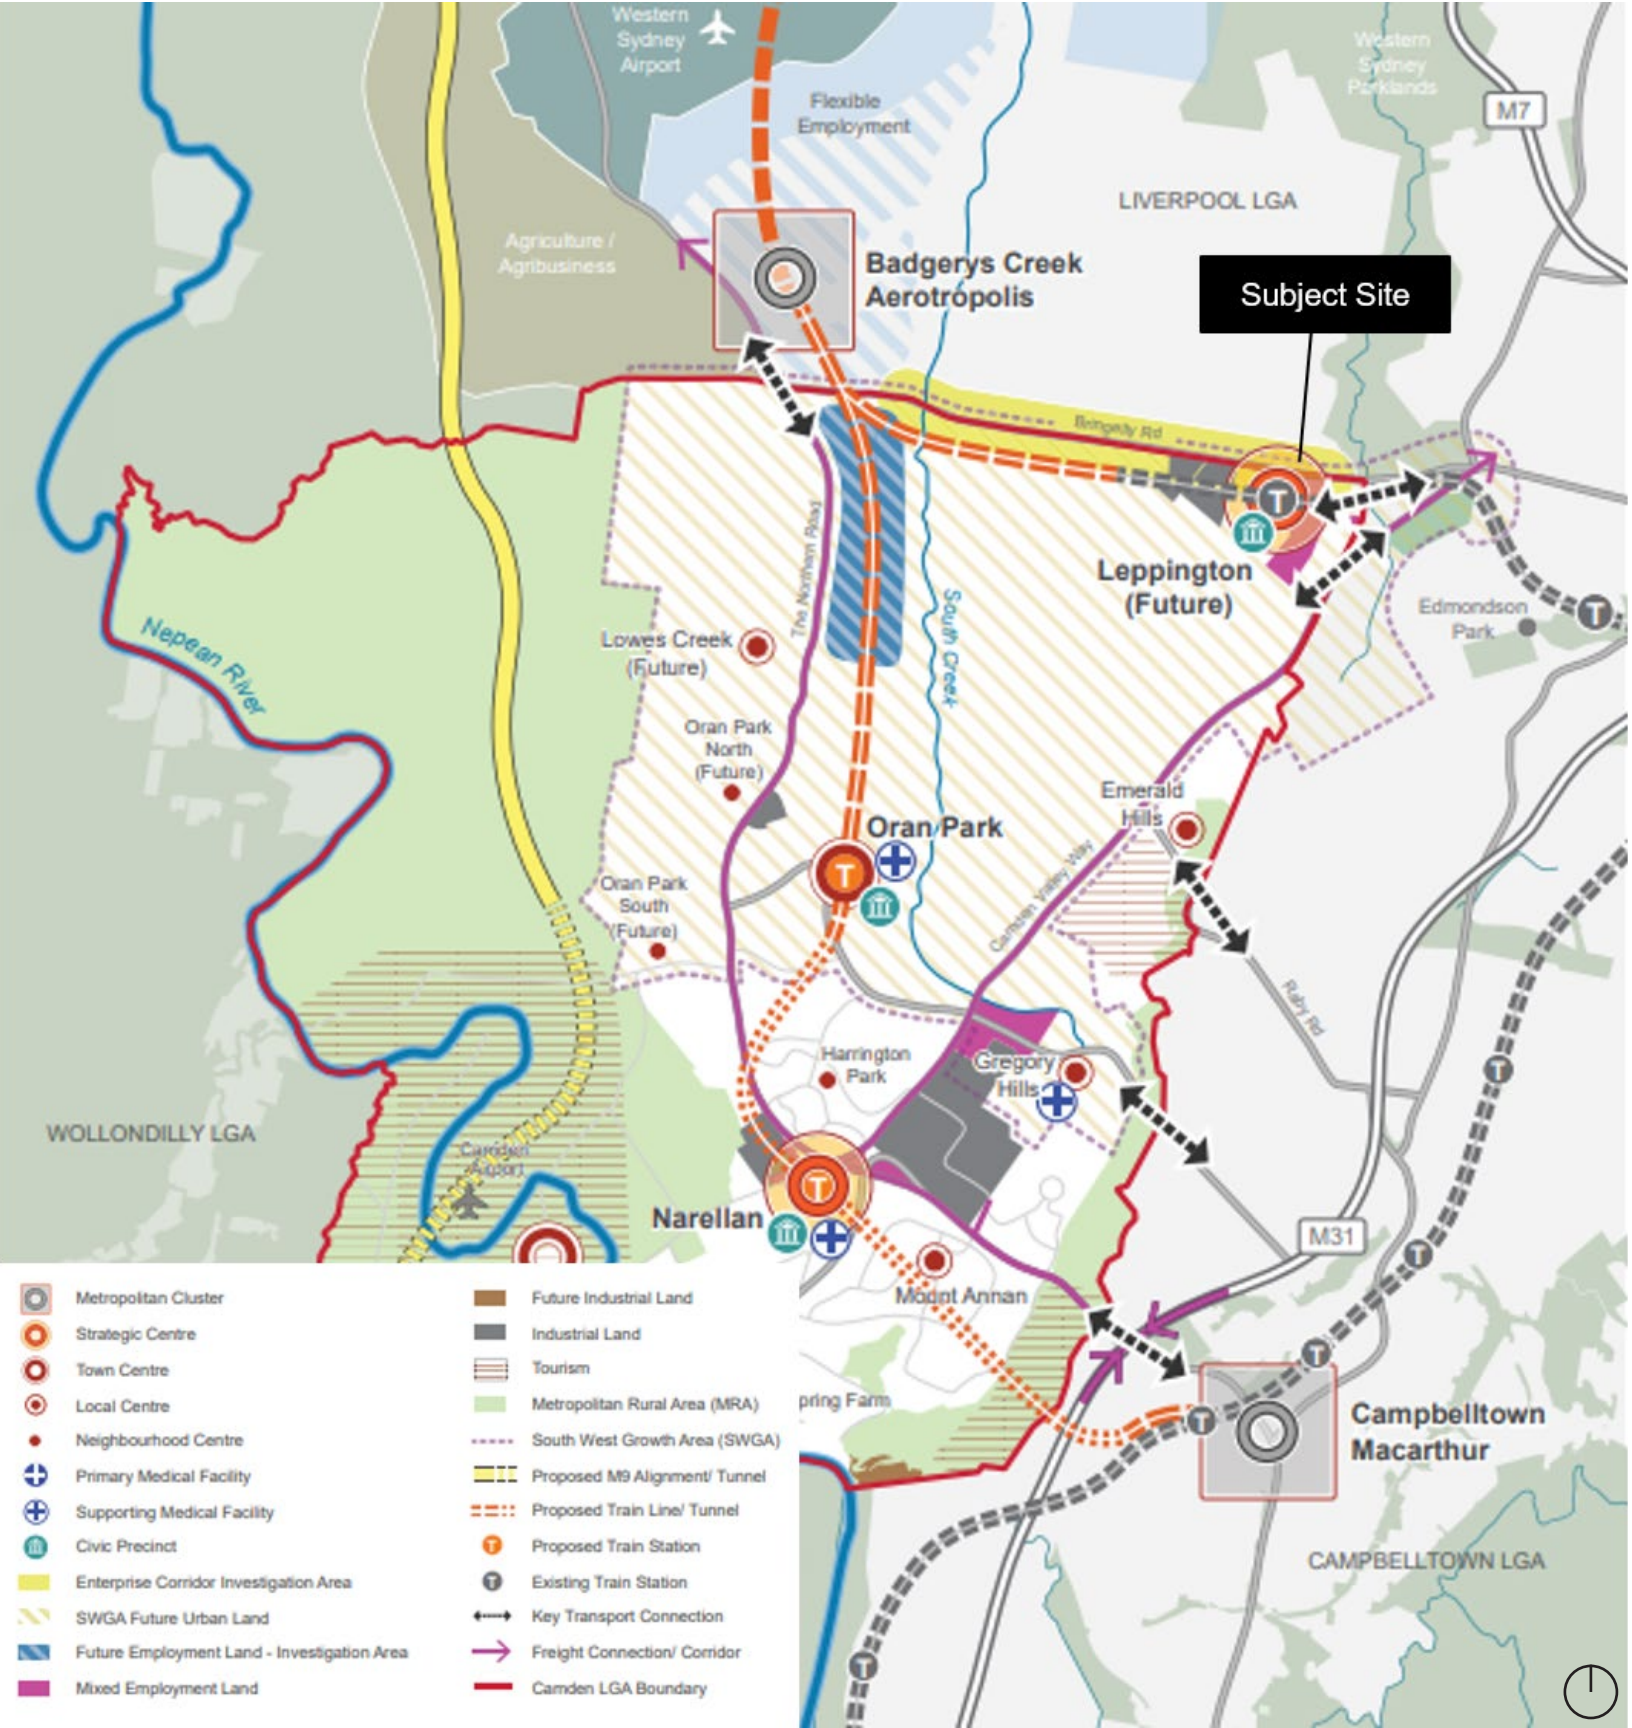 Western
Sydney
Airport
Western
Sydney
Parklands
M7
Flexible
Employment
LIVERPOOL LGA
Agriculture /
Agribusiness
Badgerys Creek
Aerotropolis
Subject Site
Bringelly Rd
T
The Northern Road
Leppington
(Future)
Edmondson
Park
T
South Creek
Nepean River
Lowes Creek
(Future)
Oran Park
North
(Future)
Emerald
Hills
Oran Park
T
Camden Valley Way
Oran Park
South
(Future)
Raby Rd
Harrington
Park
Gregory
Hills
T
WOLLONDILLY LGA
Camden
Airport
T
Narellan
M31
T
Mount Annan
T
pring Farm
T
Campbelltown
Macarthur
CAMPBELLTOWN LGA
T
Metropolitan Cluster
Strategic Centre
Town Centre
Local Centre
Neighbourhood Centre
Primary Medical Facility
Supporting Medical Facility
Civic Precinct
Enterprise Corridor Investigation Area
SWGA Future Urban Land
Future Employment Land - Investigation Area
Mixed Employment Land
Future Industrial Land
Industrial Land
Tourism
Metropolitan Rural Area (MRA)
South West Growth Area (SWGA)
Proposed M9 Alignment/ Tunnel
Proposed Train Line/ Tunnel
T Proposed Train Station
T Existing Train Station
Key Transport Connection
Freight Connection/ Corridor
Camden LGA Boundary